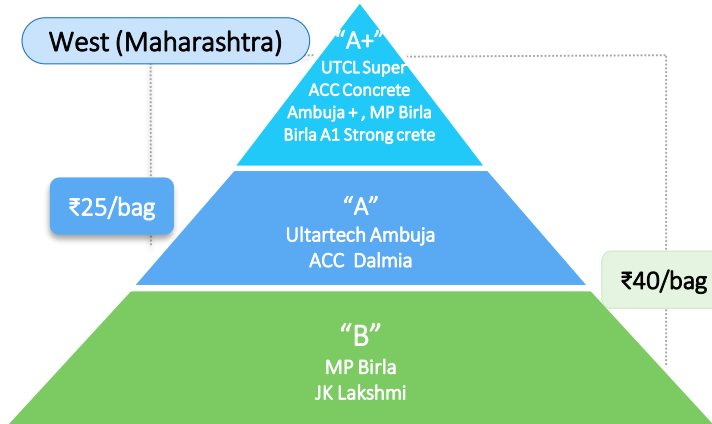 West (Maharashtra)
“A+”
UTCL Super
ACC Concrete
Ambuja + , MP Birla
Birla A1 Strong crete
₹25/bag
“A”
Ultartech Ambuja
ACC Dalmia
₹40/bag
“B”
MP Birla
JK Lakshmi